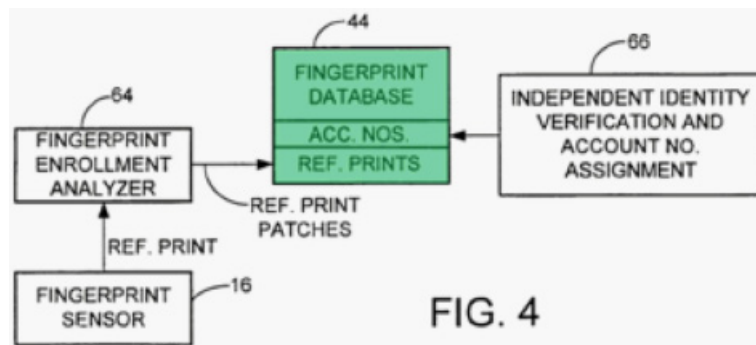 44
FINGERPRINT
DATABASE
ACC. NOS.
REF. PRINTS
66
INDEPENDENT IDENTITY
VERIFICATION AND
ACCOUNT NO.
ASSIGNMENT
64
FINGERPRINT
ENROLLMENT
ANALYZER
REF. PRINT
PATCHES
REF. PRINT
FINGERPRINT
SENSOR
16
FIG. 4